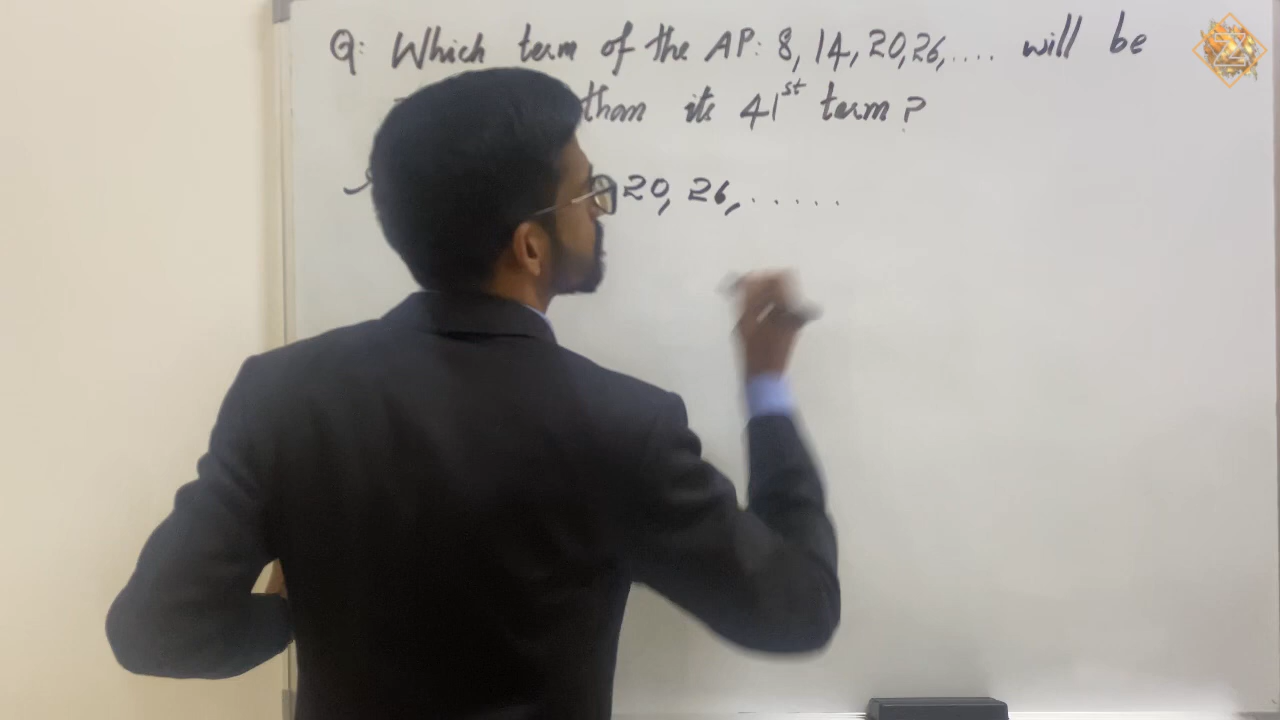 Q: Which term of the AP: 8, 14, 20, 26, .... will be
than its 41st term?
20, 26, .....